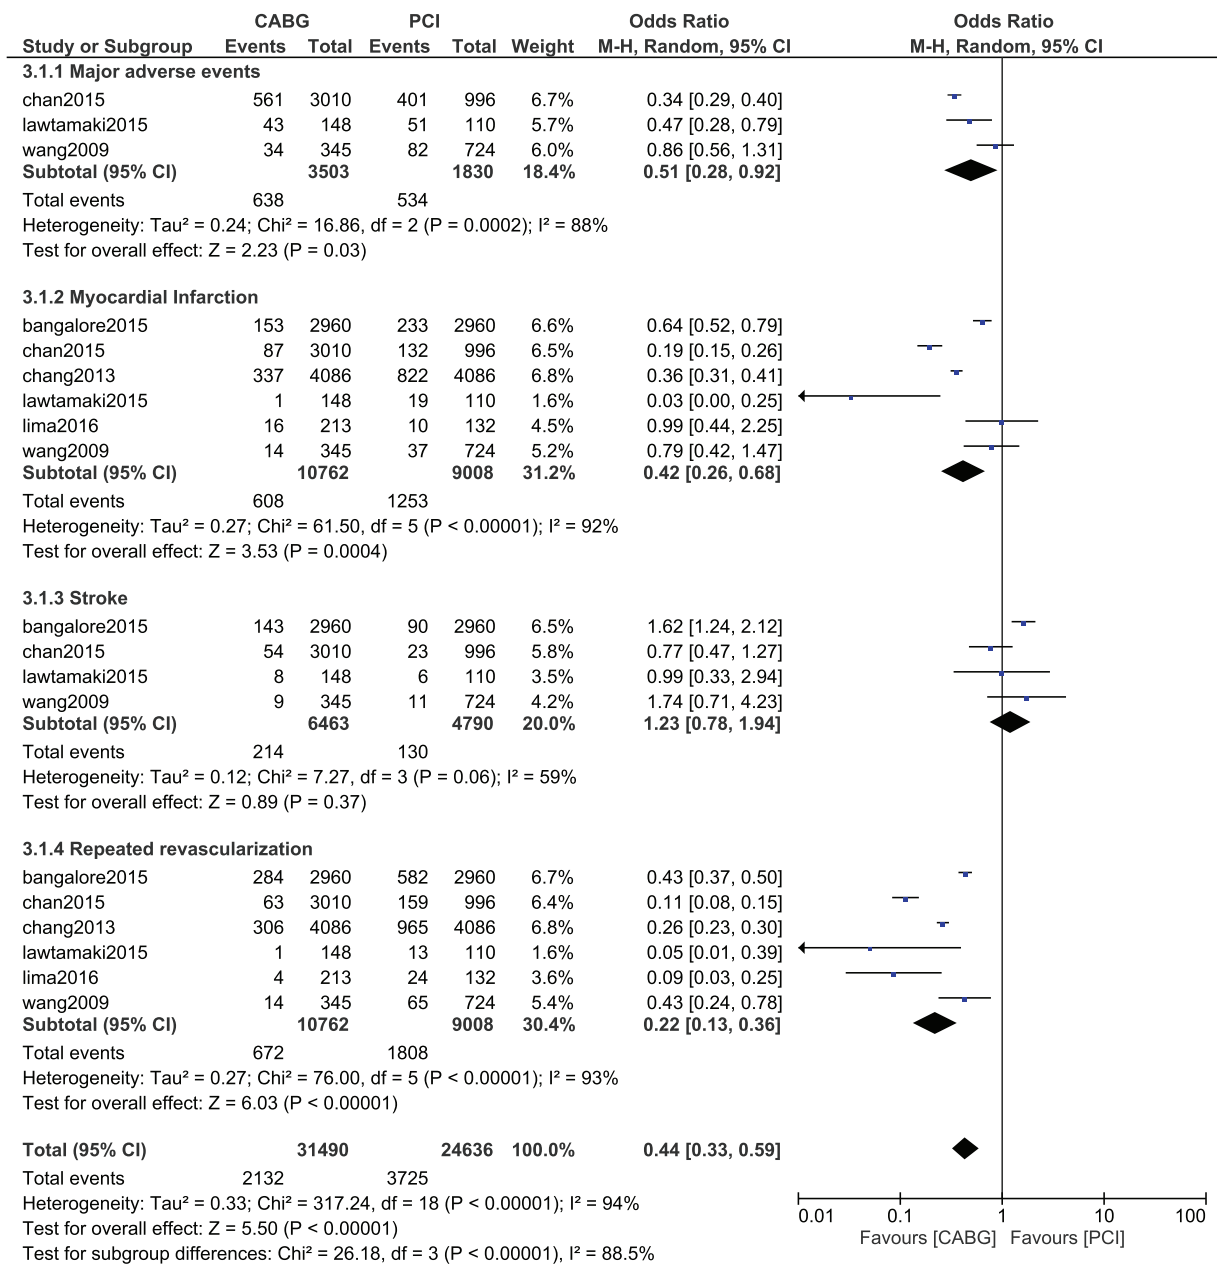 CABG PCI Odds Ratio Odds Ratio
Study or Subgroup Events Total Events Total Weight M-H, Random, 95% CI M-H, Random, 95% CI
3.1.1 Major adverse events
chan2015 561 3010 401 996 6.7% 0.34 [0.29, 0.40]
lawtamaki2015 43 148 51 110 5.7% 0.47 [0.28, 0.79]
wang2009 34 345 82 724 6.0% 0.86 [0.56, 1.31]
Subtotal (95% CI) 3503 1830 18.4% 0.51 [0.28, 0.92]
Total events 638 534
Heterogeneity: Tau² = 0.24; Chi² = 16.86, df = 2 (P = 0.0002); I² = 88%
Test for overall effect: Z = 2.23 (P = 0.03)
3.1.2 Myocardial Infarction
bangalore2015 153 2960 233 2960 6.6% 0.64 [0.52, 0.79]
chan2015 87 3010 132 996 6.5% 0.19 [0.15, 0.26]
chang2013 337 4086 822 4086 6.8% 0.36 [0.31, 0.41]
lawtamaki2015 1 148 19 110 1.6% 0.03 [0.00, 0.25]
lima2016 16 213 10 132 4.5% 0.99 [0.44, 2.25]
wang2009 14 345 37 724 5.2% 0.79 [0.42, 1.47]
Subtotal (95% CI) 10762 9008 31.2% 0.42 [0.26, 0.68]
Total events 608 1253
Heterogeneity: Tau² = 0.27; Chi² = 61.50, df = 5 (P < 0.00001); I² = 92%
Test for overall effect: Z = 3.53 (P = 0.0004)
3.1.3 Stroke
bangalore2015 143 2960 90 2960 6.5% 1.62 [1.24, 2.12]
chan2015 54 3010 23 996 5.8% 0.77 [0.47, 1.27]
lawtamaki2015 8 148 6 110 3.5% 0.99 [0.33, 2.94]
wang2009 9 345 11 724 4.2% 1.74 [0.71, 4.23]
Subtotal (95% CI) 6463 4790 20.0% 1.23 [0.78, 1.94]
Total events 214 130
Heterogeneity: Tau² = 0.12; Chi² = 7.27, df = 3 (P = 0.06); I² = 59%
Test for overall effect: Z = 0.89 (P = 0.37)
3.1.4 Repeated revascularization
bangalore2015 284 2960 582 2960 6.7% 0.43 [0.37, 0.50]
chan2015 63 3010 159 996 6.4% 0.11 [0.08, 0.15]
chang2013 306 4086 965 4086 6.8% 0.26 [0.23, 0.30]
lawtamaki2015 1 148 13 110 1.6% 0.05 [0.01, 0.39]
lima2016 4 213 24 132 3.6% 0.09 [0.03, 0.25]
wang2009 14 345 65 724 5.4% 0.43 [0.24, 0.78]
Subtotal (95% CI) 10762 9008 30.4% 0.22 [0.13, 0.36]
Total events 672 1808
Heterogeneity: Tau² = 0.27; Chi² = 76.00, df = 5 (P < 0.00001); I² = 93%
Test for overall effect: Z = 6.03 (P < 0.00001)
Total (95% CI) 31490 24636 100.0% 0.44 [0.33, 0.59]
Total events 2132 3725
Heterogeneity: Tau² = 0.33; Chi² = 317.24, df = 18 (P < 0.00001); I² = 94%
Test for overall effect: Z = 5.50 (P < 0.00001)
Test for subgroup differences: Chi² = 26.18, df = 3 (P < 0.00001), I² = 88.5%
0.01 0.1 1 10 100
Favours [CABG] Favours [PCI]